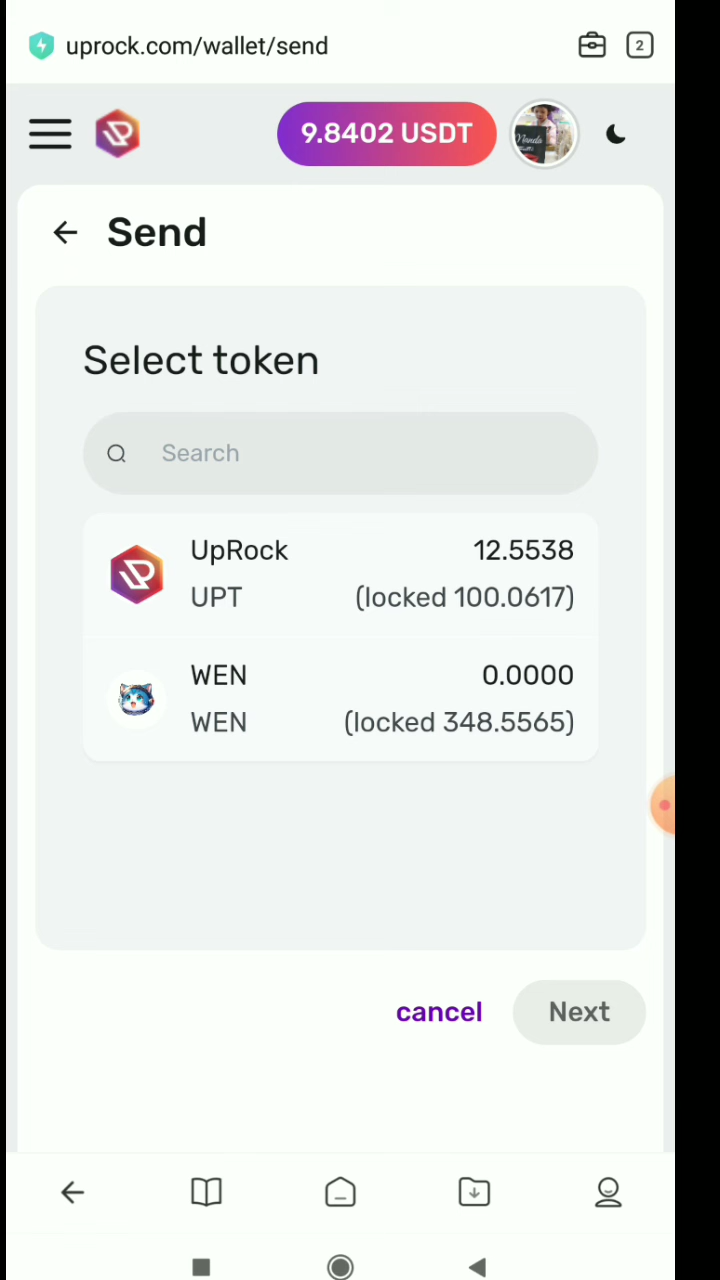 uprock.com/wallet/send
2
9.8402 USDT
Send
Select token
Search
UpRock 12.5538
UPT (locked 100.0617)
WEN 0.0000
WEN (locked 348.5565)
cancel Next